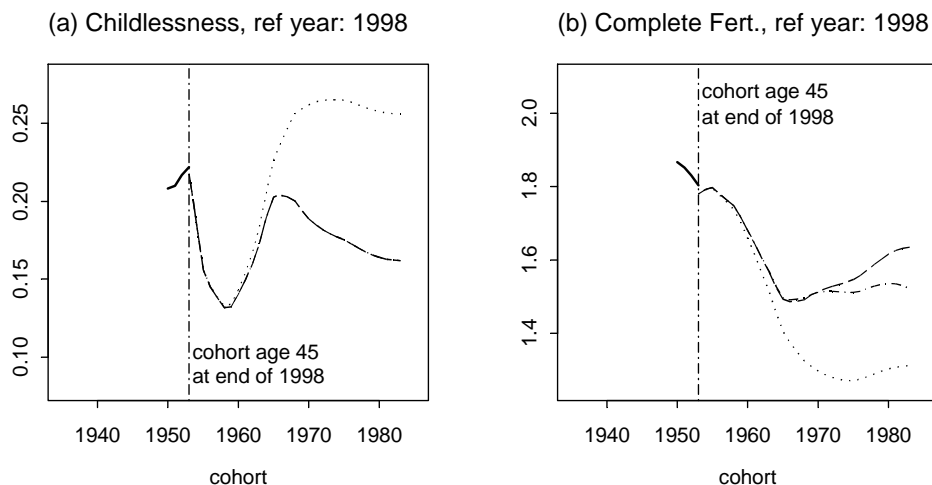 (a) Childlessness, ref year: 1998
0.25
0.20
0.15
0.10
cohort age 45
at end of 1998
1940 1950 1960 1970 1980
cohort
(b) Complete Fert., ref year: 1998
2.0
1.8
1.6
1.4
cohort age 45
at end of 1998
1940 1950 1960 1970 1980
cohort